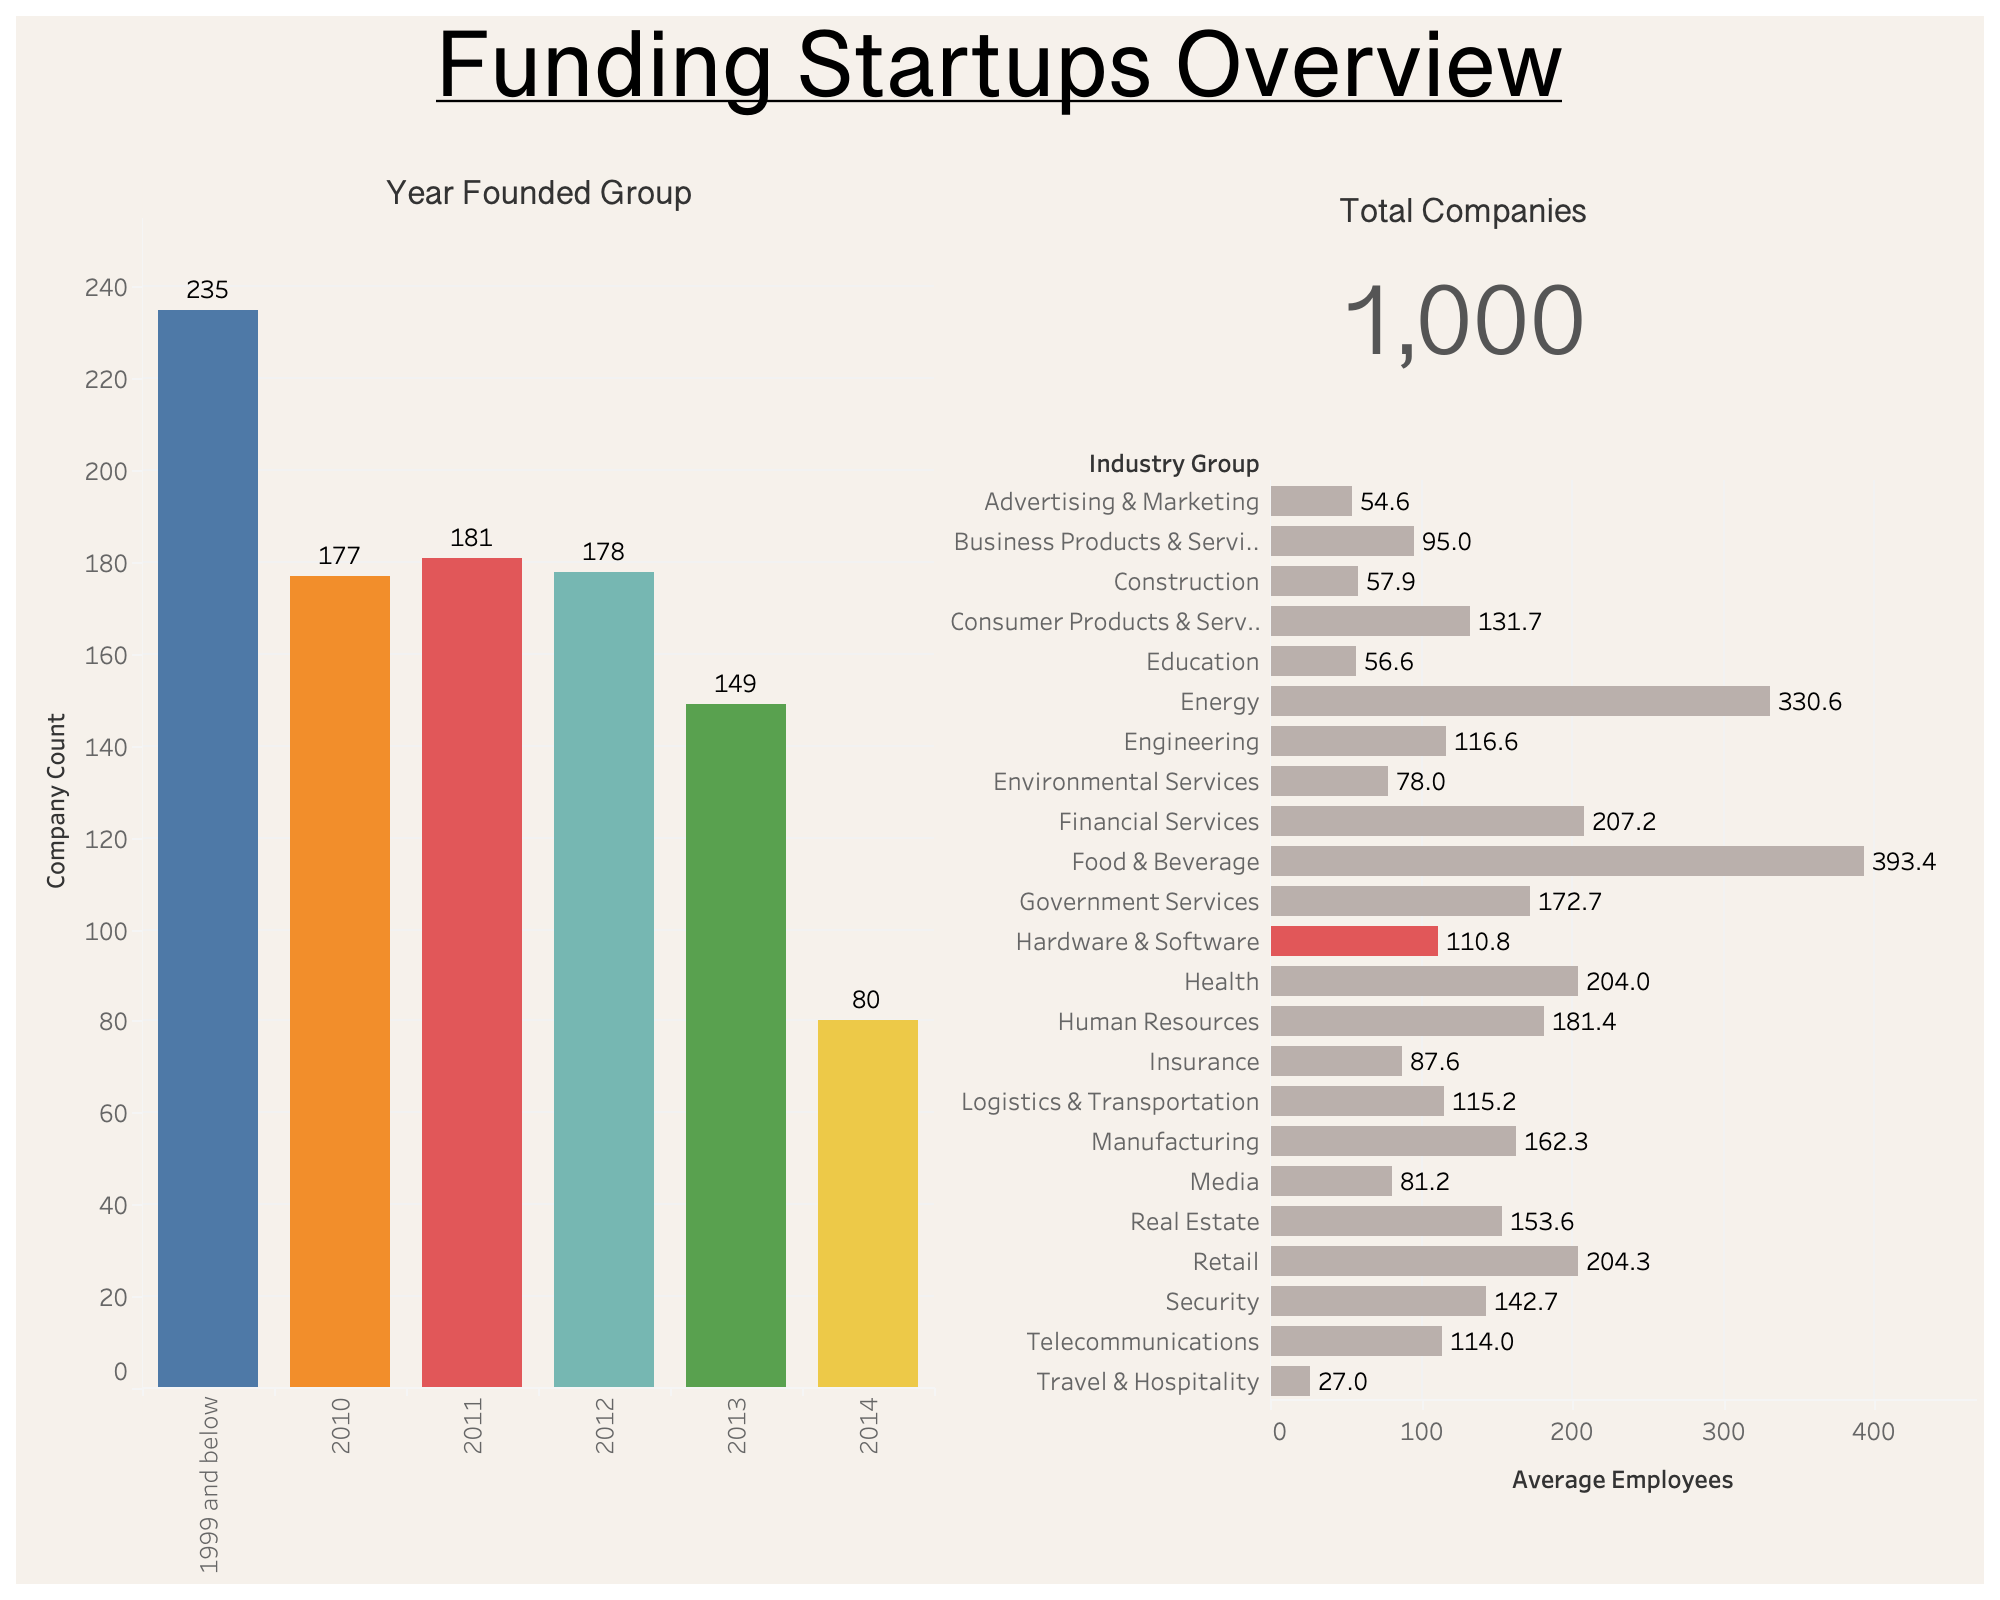 Funding Startups Overview
Year Founded Group
Company Count
240
220
200
180
160
140
120
100
80
60
40
20
0
235
177
181
178
149
80
1999 and below
2010
2011
2012
2013
2014
Total Companies
1,000
Industry Group
Advertising & Marketing 54.6
Business Products & Servi.. 95.0
Construction 57.9
Consumer Products & Serv.. 131.7
Education 56.6
Energy 330.6
Engineering 116.6
Environmental Services 78.0
Financial Services 207.2
Food & Beverage 393.4
Government Services 172.7
Hardware & Software 110.8
Health 204.0
Human Resources 181.4
Insurance 87.6
Logistics & Transportation 115.2
Manufacturing 162.3
Media 81.2
Real Estate 153.6
Retail 204.3
Security 142.7
Telecommunications 114.0
Travel & Hospitality 27.0
0 100 200 300 400
Average Employees